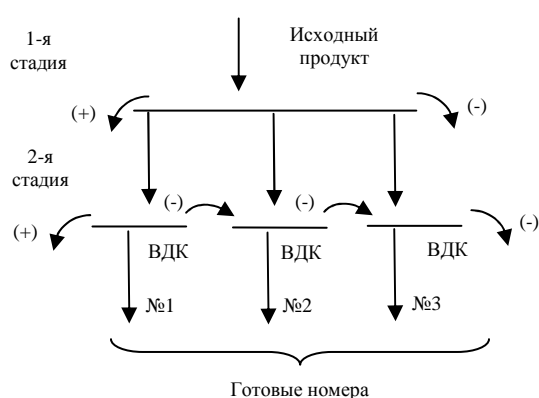 1-я
стадия
Исходный
продукт
(+)
(-)
2-я
стадия
(+)
(-)
(-)
(-)
ВДК
ВДК
ВДК
№1
№2
№3
Готовые номера